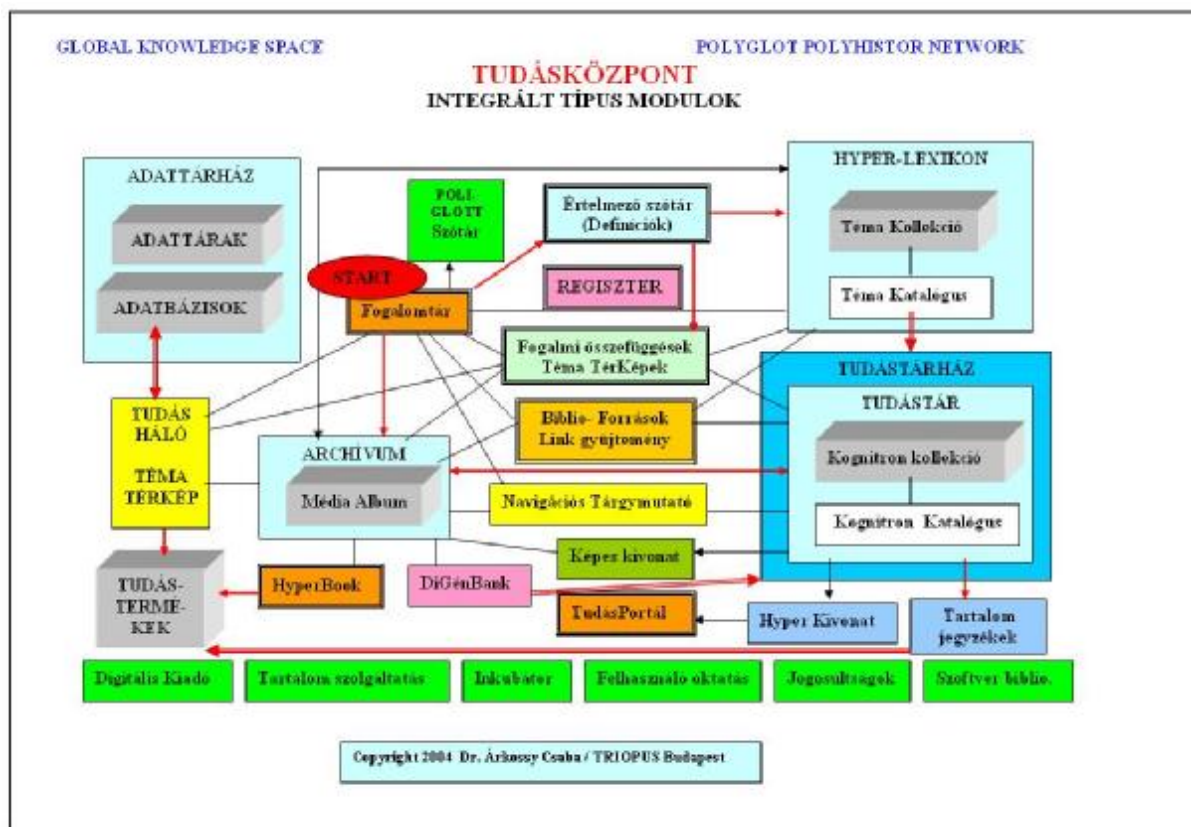 GLOBAL KNOWLEDGE SPACE
POLYGLOT POLYHISTOR NETWORK
TUDÁSKÖZPONT
INTEGRÁLT TÍPUS MODULOK
ADATTÁRHÁZ
ADATTÁRAK
ADATBÁZISOK
POLI
GLOTT
Szótár
Értelmező szótár
(Definíciók)
HYPER-LEXIKON
Téma Kollekció
Téma Katalógus
START
Fogalomtár
REGISZTER
Fogalmi összefüggések
Téma TérKépek
TUDÁSTÁRHÁZ
TUDÁSTÁR
Kognitron kollekció
Kognitron Katalógus
TUDÁS
HÁLÓ
TÉMA
TÉRKÉP
ARCHÍVUM
Média Album
Biblio- Források
Link gyűjtomény
Navigációs Tárgymutató
Képes kivonat
TUDÁS-
TERMÉ-
KEK
HyperBook
DiGénBank
TudásPortál
Hyper Kivonat
Tartalom
jegyzékek
Digitális Kiadó
Tartalom szolgáltatás
Inkubátor
Felhasználó oktatás
Jogosultságok
Szoftver biblio.
Copyright 2004 Dr. Árkossy Csaba / TRIOPUS Budapest